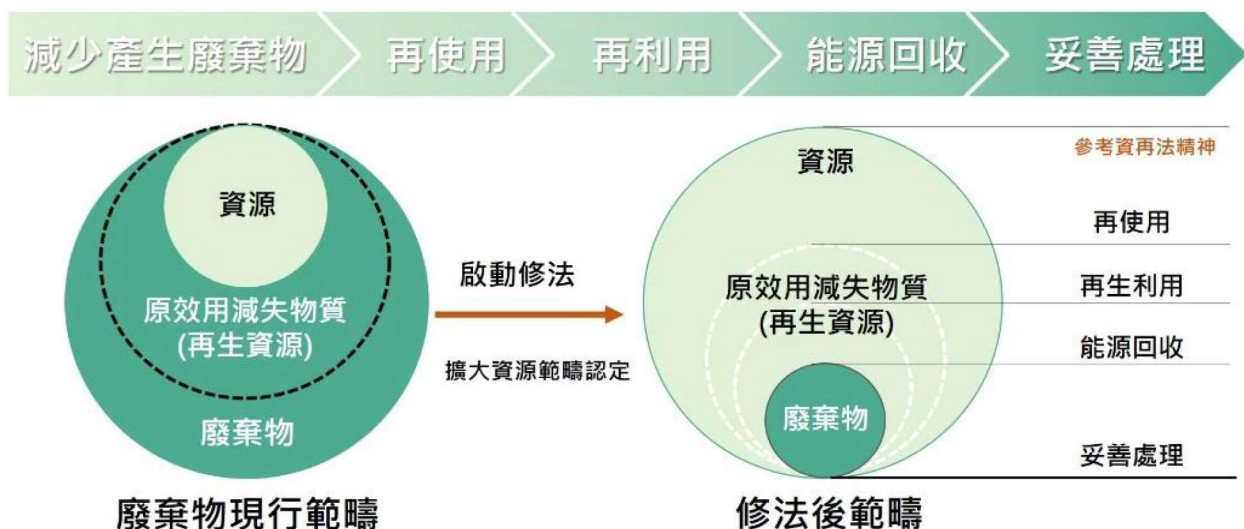 減少產生廢棄物 再使用 再利用 能源回收 妥善處理
資源
原效用減失物質
(再生資源)
廢棄物
廢棄物現行範疇
啟動修法
擴大資源範疇認定
資源
原效用減失物質
(再生資源)
廢棄物
修法後範疇
參考資再法精神
再使用
再生利用
能源回收
妥善處理